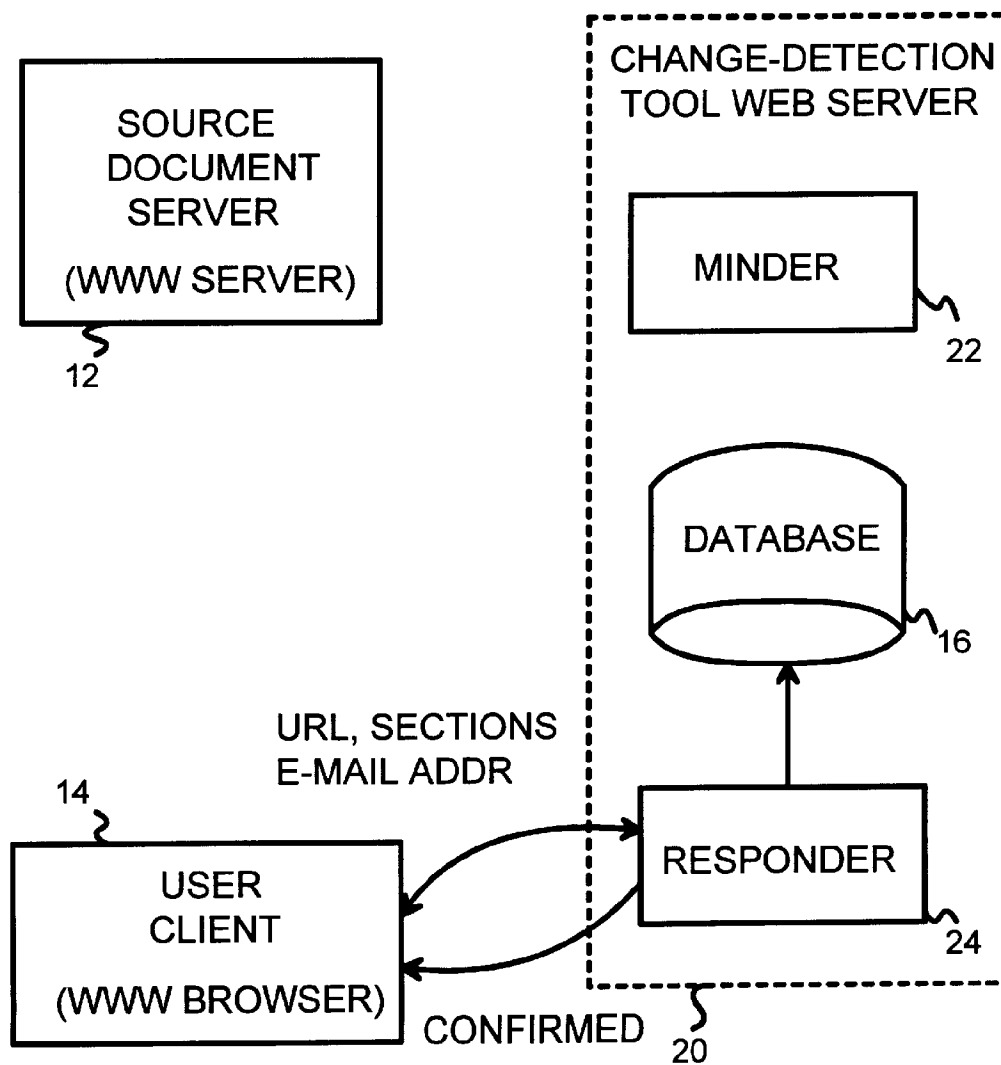 SOURCE
DOCUMENT
SERVER
(WWW SERVER)
12
CHANGE-DETECTION
TOOL WEB SERVER
MINDER
22
DATABASE
16
URL, SECTIONS
E-MAIL ADDR
14
USER
CLIENT
(WWW BROWSER)
RESPONDER
24
CONFIRMED
20